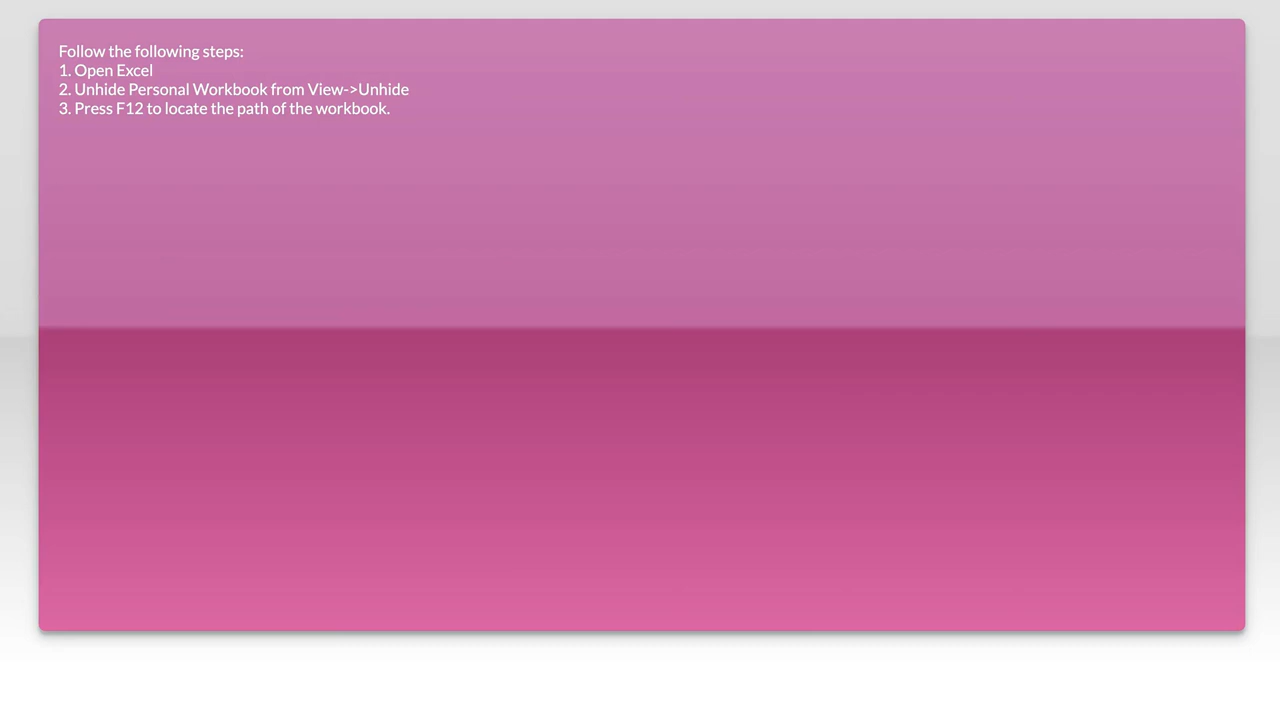 Follow the following steps:
1. Open Excel
2. Unhide Personal Workbook from View->Unhide
3. Press F12 to locate the path of the workbook.